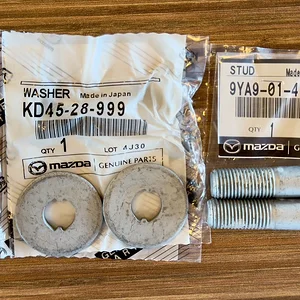 WASHER Made in Japan
KD45-28-999
1
QTY LOT 4J30
mazda GENUINE PARTS
STUD Made
9YA9-01-4
QTY 1
mazda